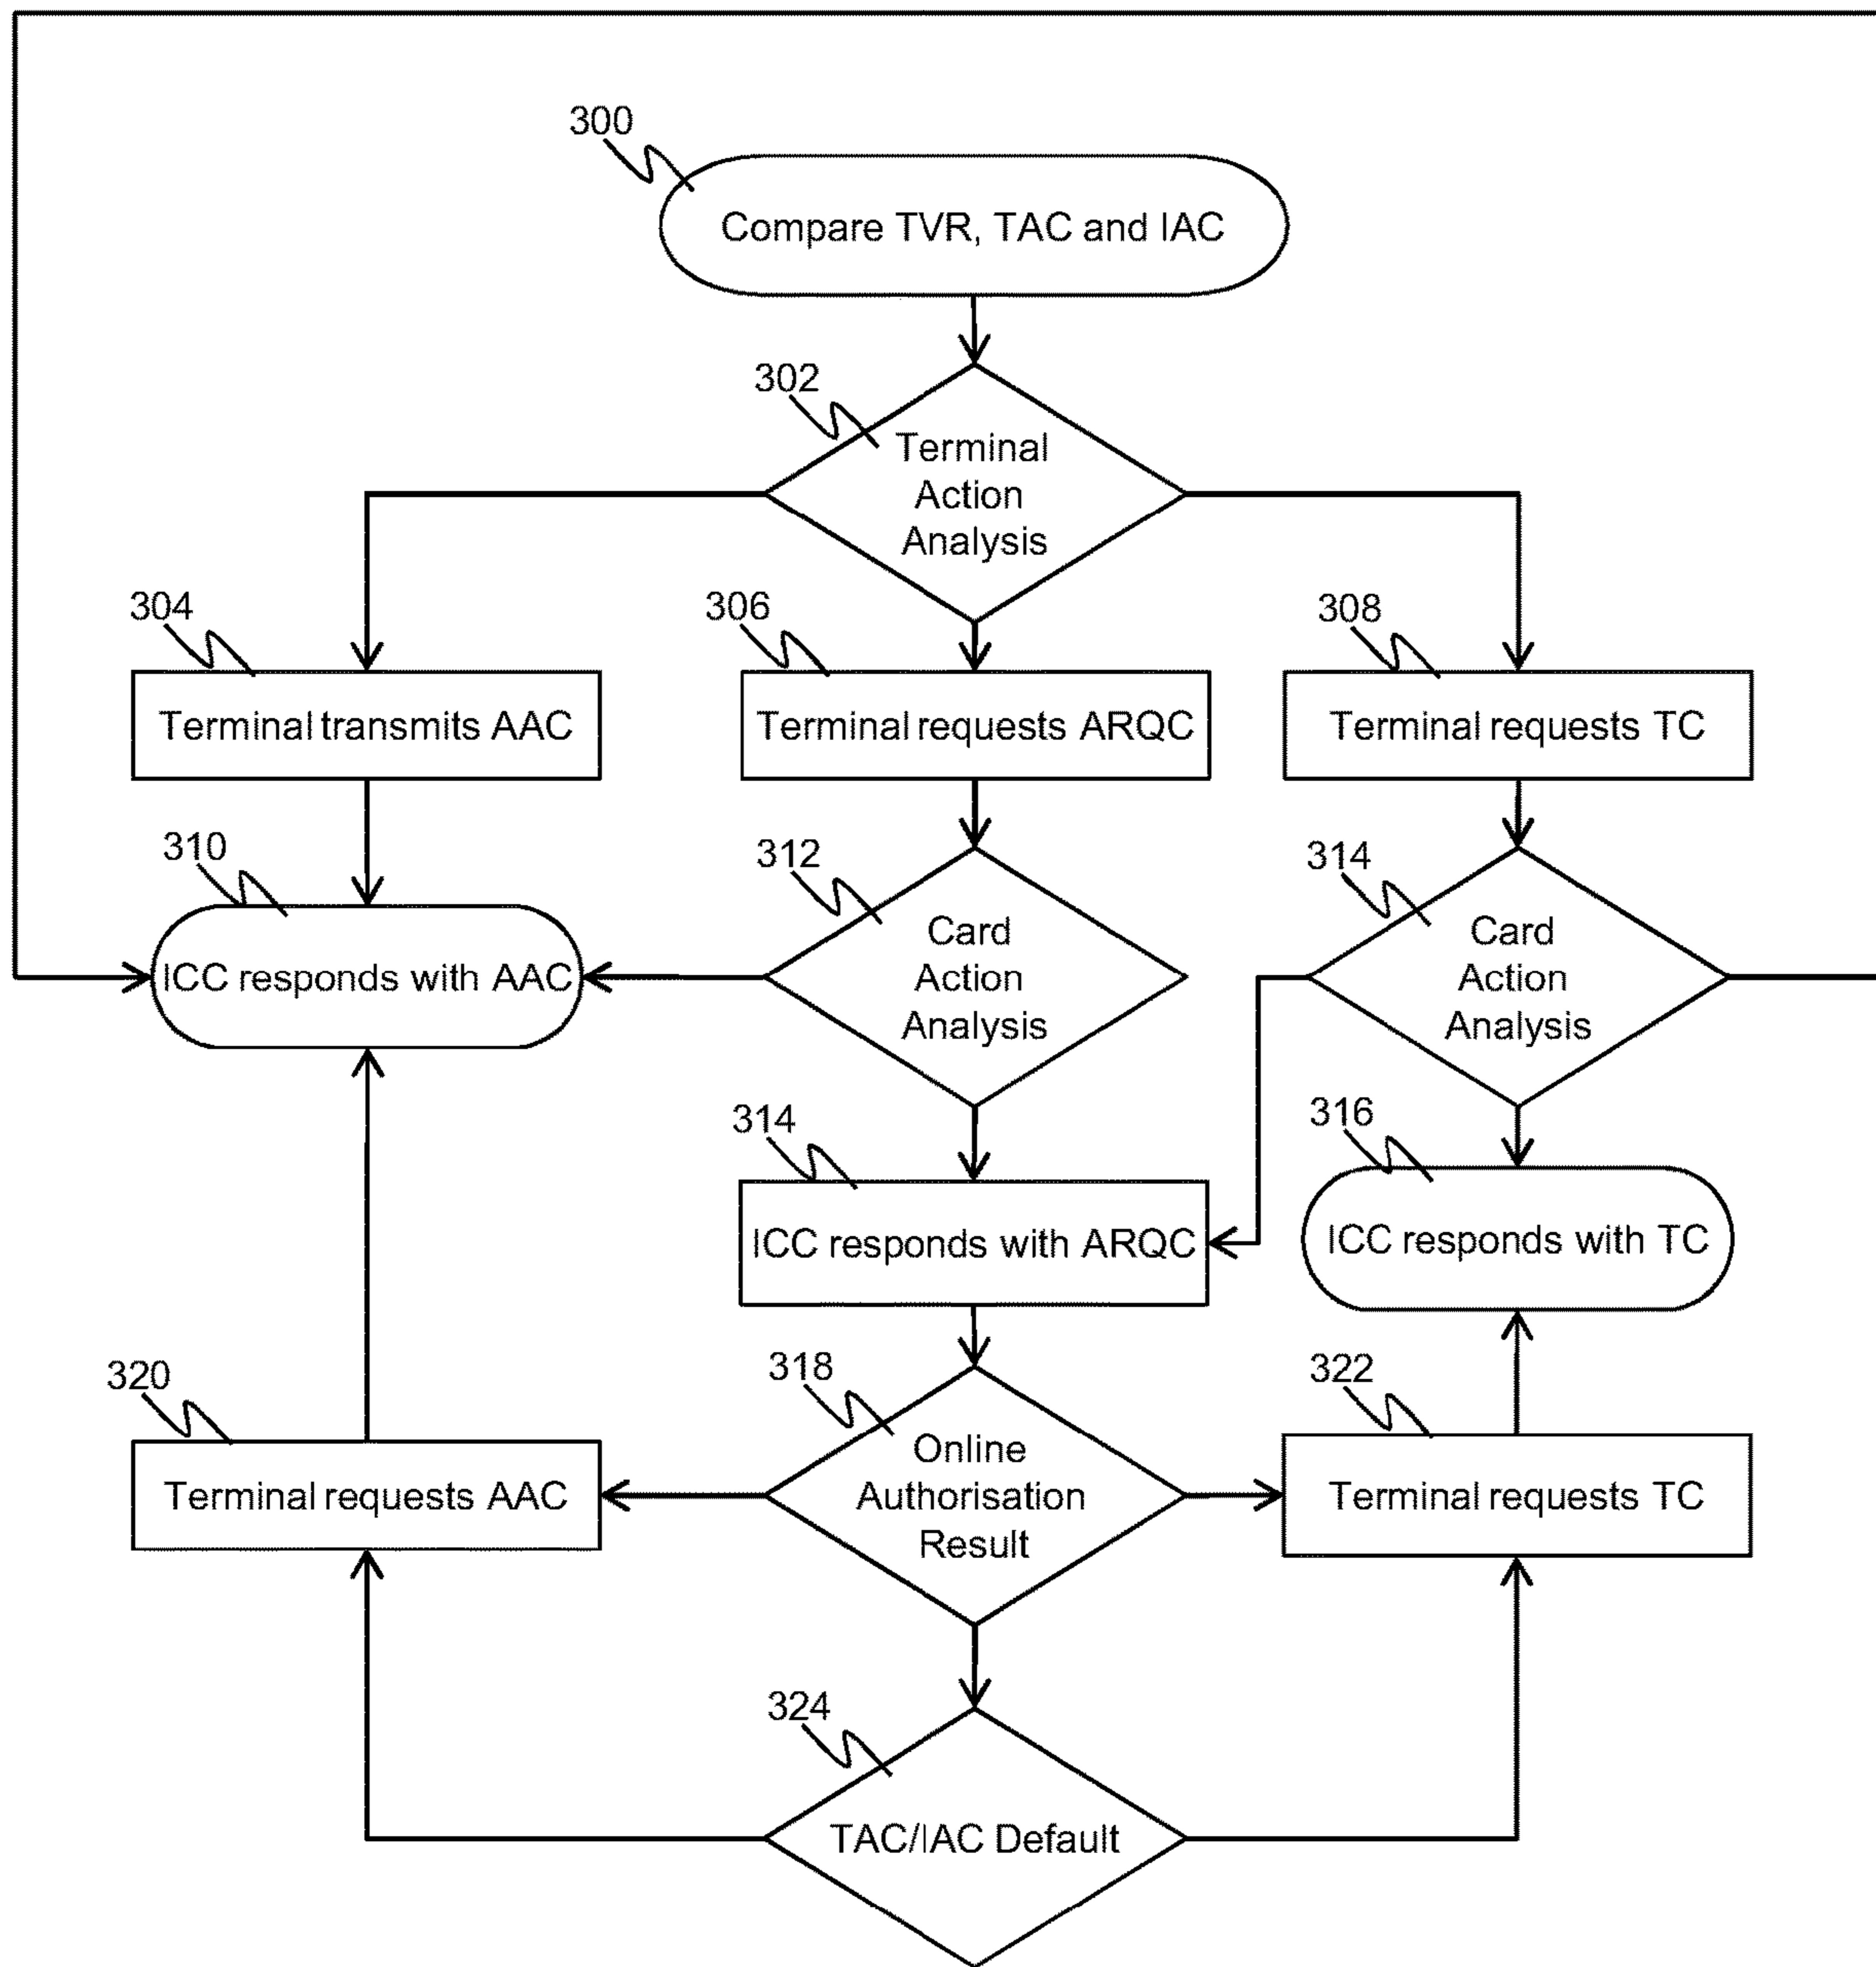 300
Compare TVR, TAC and IAC
302
Terminal
Action
Analysis
304
Terminal transmits AAC
306
Terminal requests ARQC
308
Terminal requests TC
310
ICC responds with AAC
312
Card
Action
Analysis
314
Card
Action
Analysis
314
ICC responds with ARQC
316
ICC responds with TC
318
Online
Authorisation
Result
320
Terminal requests AAC
322
Terminal requests TC
324
TAC/IAC Default